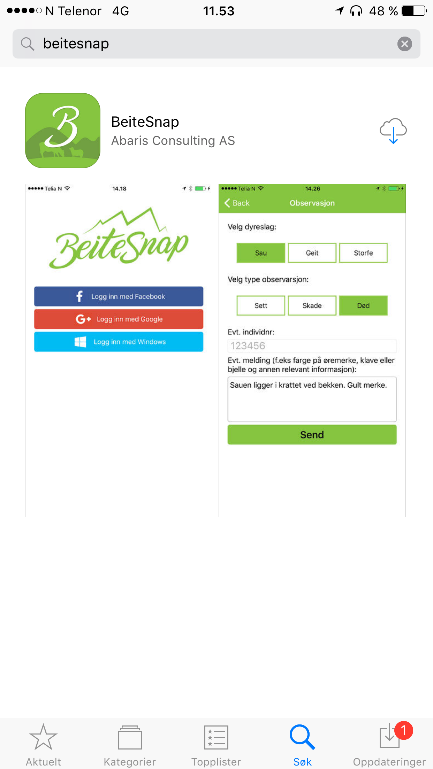 N Telenor 4G 11.53 48 %
beitesnap
B
BeiteSnap
Abaris Consulting AS
Telia N 14.18
BeiteSnap
f Logg inn med Facebook
G+ Logg inn med Google
Logg inn med Windows
Telia N 14.26
Back Observasjon
Velg dyreslag:
Sau Geit Storfe
Velg type obsersarsjon:
Sett Skade Død
Evt. individnr:
123456
Evt. melding (f.eks farge på øremerke, klave eller
bjelle og annen relevant informasjon):
Sauen ligger i krattet ved bekken. Gult merke.
Send
Aktuelt Kategorier Topplister Søk Oppdateringer
1